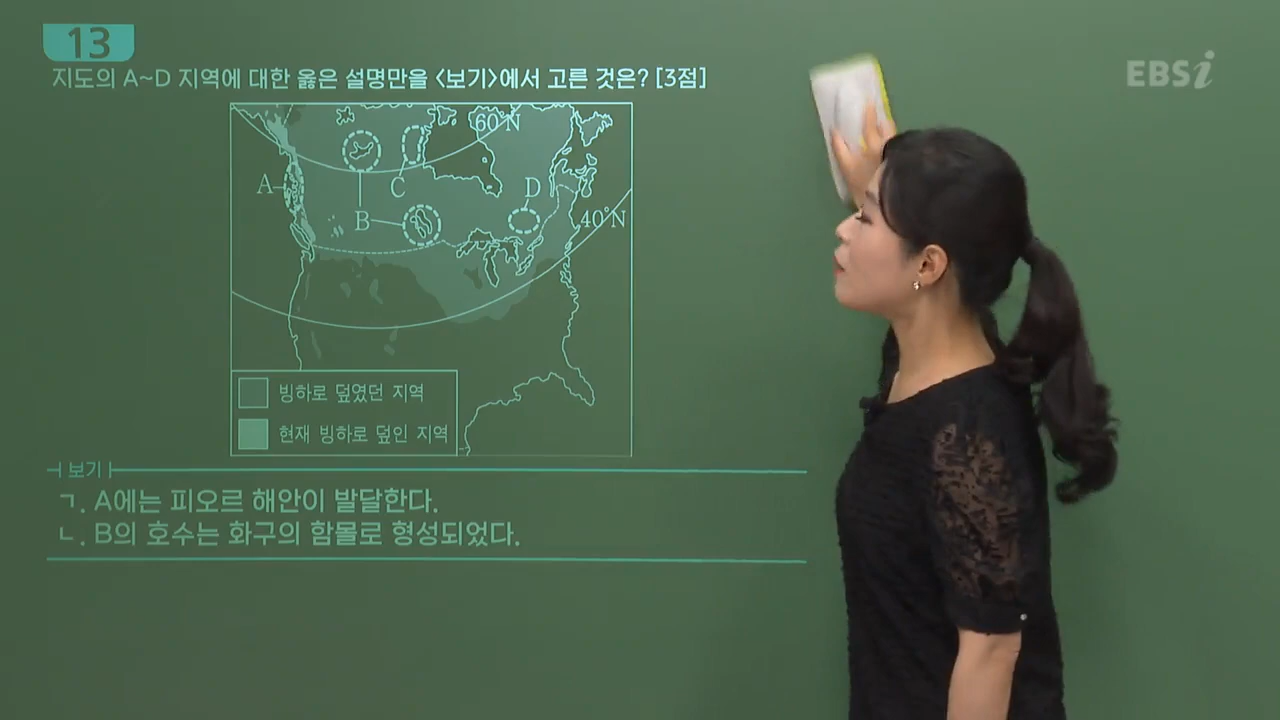 13
EBSi
지도의 A~D 지역에 대한 옳은 설명만을 <보기>에서 고른 것은? [3점]
60°N
A
C
D
B
40°N
빙하로 덮였던 지역
현재 빙하로 덮인 지역
보기
ㄱ. A에는 피오르 해안이 발달한다.
ㄴ. B의 호수는 화구의 함몰로 형성되었다.